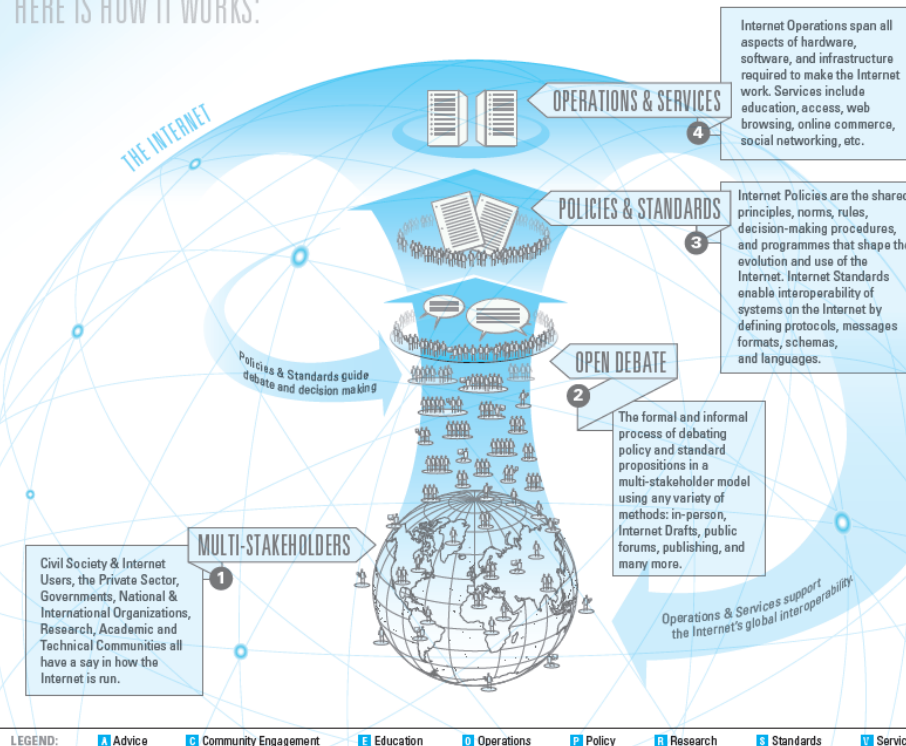 HERE IS HOW IT WORKS:
THE INTERNET
OPERATIONS & SERVICES
4
Internet Operations span all
aspects of hardware,
software, and infrastructure
required to make the Internet
work. Services include
education, access, web
browsing, online commerce,
social networking, etc.
POLICIES & STANDARDS
3
Internet Policies are the shared
principles, norms, rules,
decision-making procedures,
and programmes that shape the
evolution and use of the
Internet. Internet Standards
enable interoperability of
systems on the Internet by
defining protocols, messages
formats, schemas,
and languages.
Policies & Standards guide
debate and decision making
OPEN DEBATE
2
The formal and informal
process of debating
policy and standard
propositions in a
multi-stakeholder model
using any variety of
methods: in-person,
Internet Drafts, public
forums, publishing, and
many more.
MULTI-STAKEHOLDERS
1
Civil Society & Internet
Users, the Private Sector,
Governments, National &
International Organizations,
Research, Academic and
Technical Communities all
have a say in how the
Internet is run.
Operations & Services support
the Internet's global interoperability.
LEGEND: A Advice C Community Engagement E Education O Operations P Policy R Research S Standards V Servic